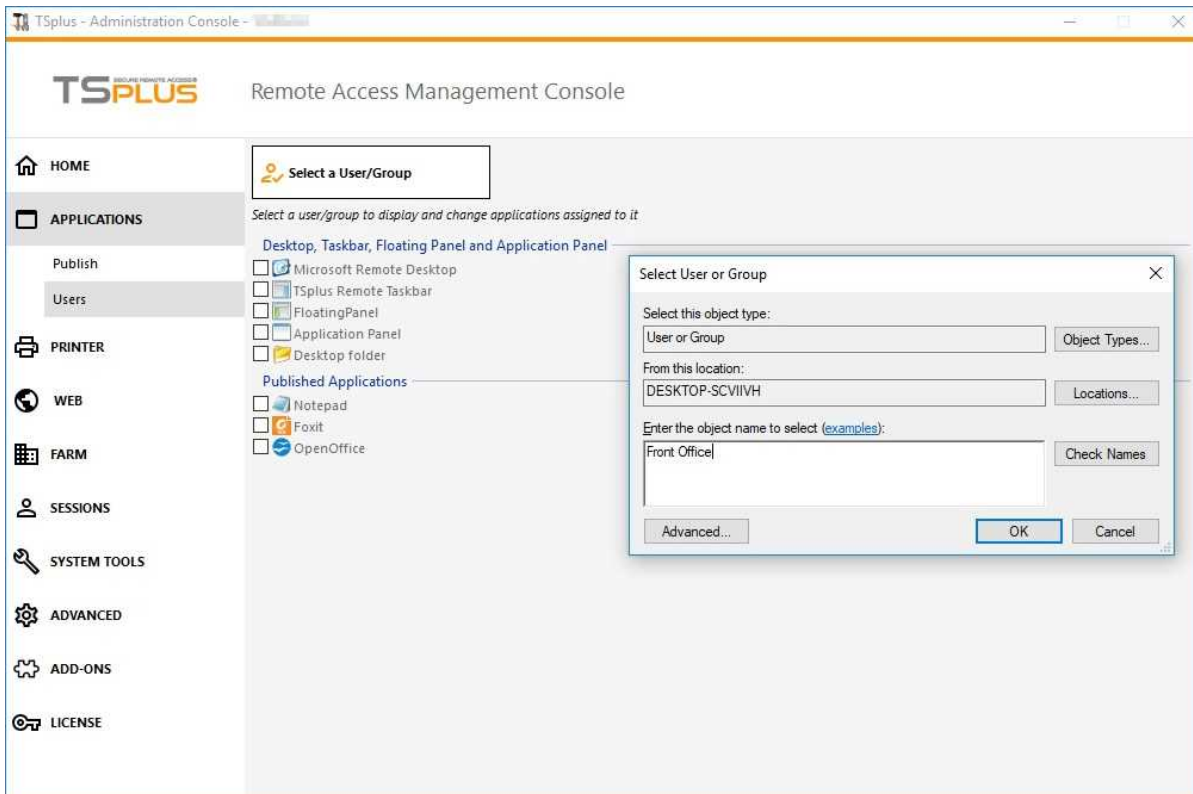 TSplus - Administration Console -
SECURE REMOTE ACCESS
TSPLUS
Remote Access Management Console
HOME
APPLICATIONS
Publish
Users
PRINTER
WEB
FARM
SESSIONS
SYSTEM TOOLS
ADVANCED
ADD-ONS
LICENSE
Select a User/Group
Select a user/group to display and change applications assigned to it
Desktop, Taskbar, Floating Panel and Application Panel
Microsoft Remote Desktop
TSplus Remote Taskbar
FloatingPanel
Application Panel
Desktop folder
Published Applications
Notepad
Foxit
OpenOffice
Select User or Group
Select this object type:
User or Group
Object Types...
From this location:
DESKTOP-SCVIIVH
Locations...
Enter the object name to select (examples):
Front Office
Check Names
Advanced...
OK
Cancel